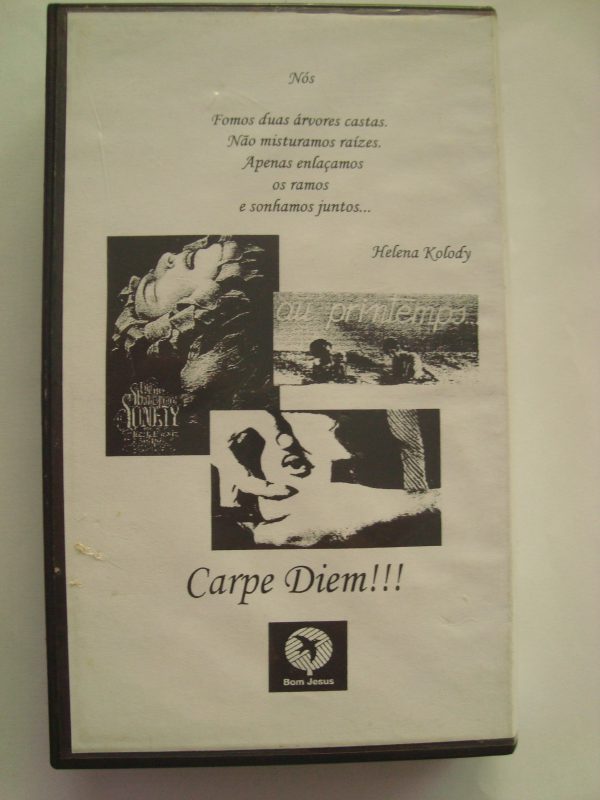 Nós
Fomos duas árvores castas.
Não misturamos raízes.
Apenas enlaçamos
os ramos
e sonhamos juntos...
Helena Kolody
au printemps
SONETY
Carpe Diem!!!
Bom Jesus